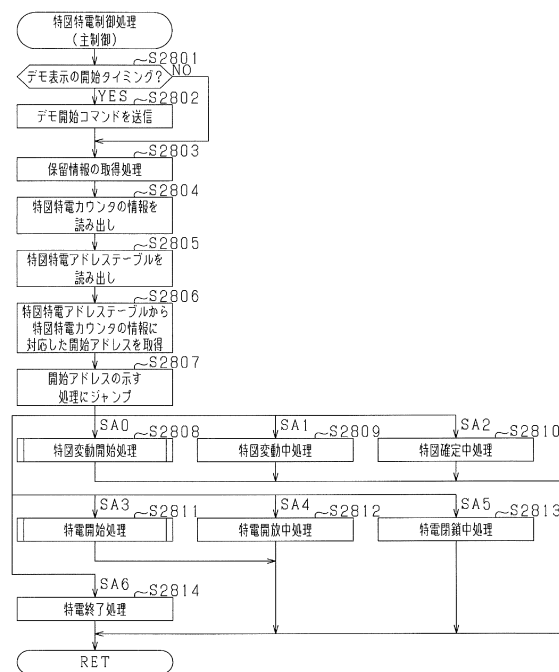 特図特電制御処理
(主制御)
S2801
デモ表示の開始タイミング?
NO
YES
S2802
デモ開始コマンドを送信
S2803
保留情報の取得処理
S2804
特図特電カウンタの情報を
読み出し
S2805
特図特電アドレステーブルを
読み出し
S2806
特図特電アドレステーブルから
特図特電カウンタの情報に
対応した開始アドレスを取得
S2807
開始アドレスの示す
処理にジャンプ
SA0
S2808
特図変動開始処理
SA1
S2809
特図変動中処理
SA2
S2810
特図確定中処理
SA3
S2811
特電開始処理
SA4
S2812
特電開放中処理
SA5
S2813
特電閉鎖中処理
SA6
S2814
特電終了処理
RET